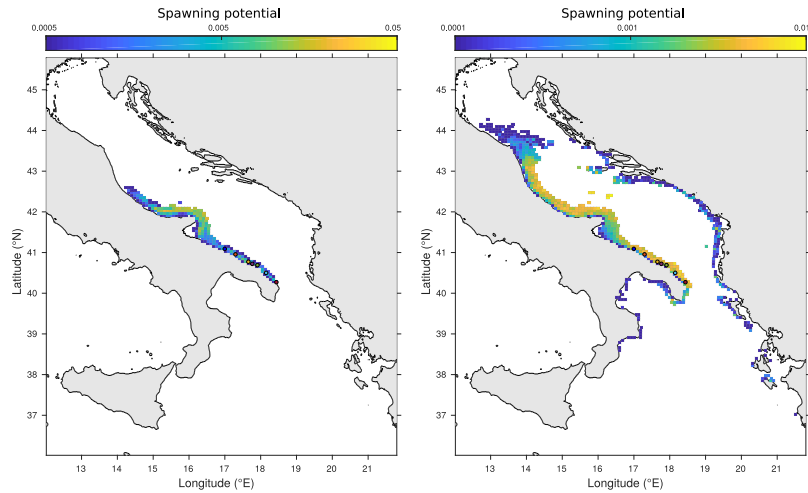 Spawning potential
0.0005 0.005 0.05
45
44
43
42
41
40
39
38
37
Latitude (°N)
13 14 15 16 17 18 19 20 21
Longitude (°E)
Spawning potential
0.0001 0.001 0.01
45
44
43
42
41
40
39
38
37
Latitude (°N)
13 14 15 16 17 18 19 20 21
Longitude (°E)